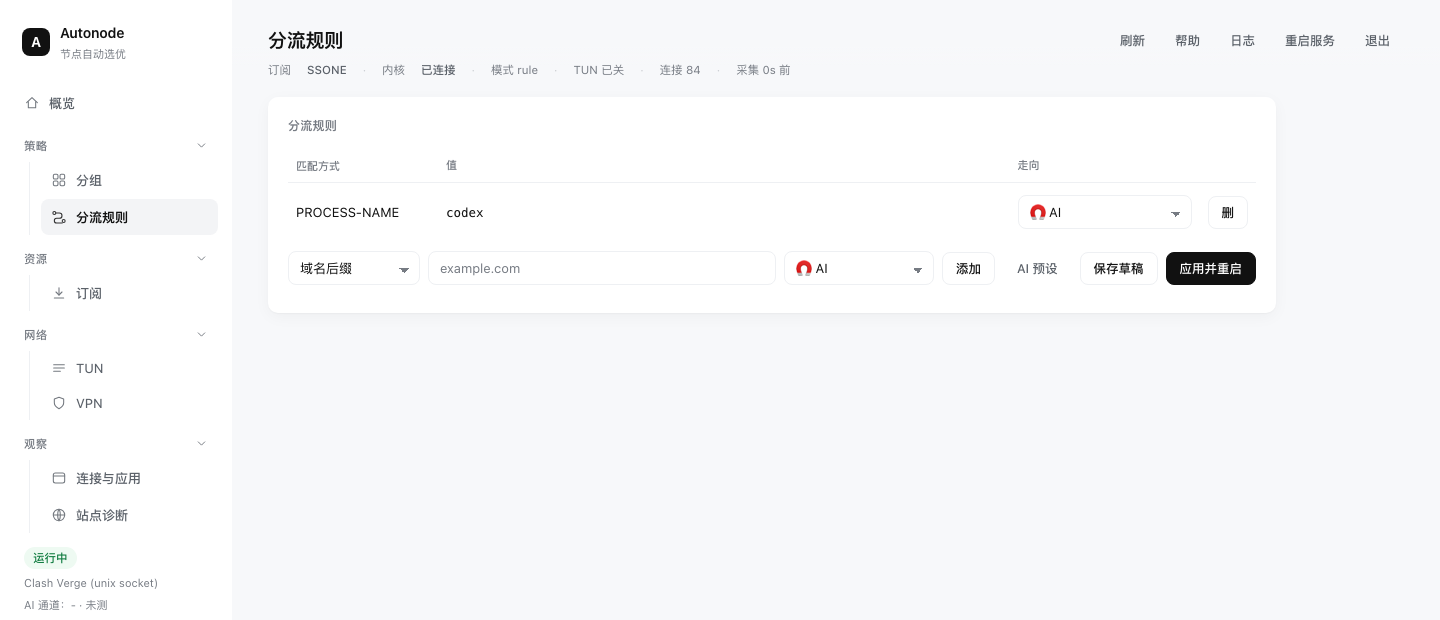 A
Autonode
节点自动选优
概览
策略
分组
分流规则
资源
订阅
网络
TUN
VPN
观察
连接与应用
站点诊断
运行中
Clash Verge (unix socket)
AI 通道: - · 未测
分流规则
刷新 帮助 日志 重启服务 退出
订阅 SSONE · 内核 已连接 · 模式 rule · TUN 已关 · 连接 84 · 采集 0s 前
分流规则
匹配方式 值 走向
PROCESS-NAME codex AI 删
域名后缀 example.com AI 添加 AI 预设 保存草稿 应用并重启